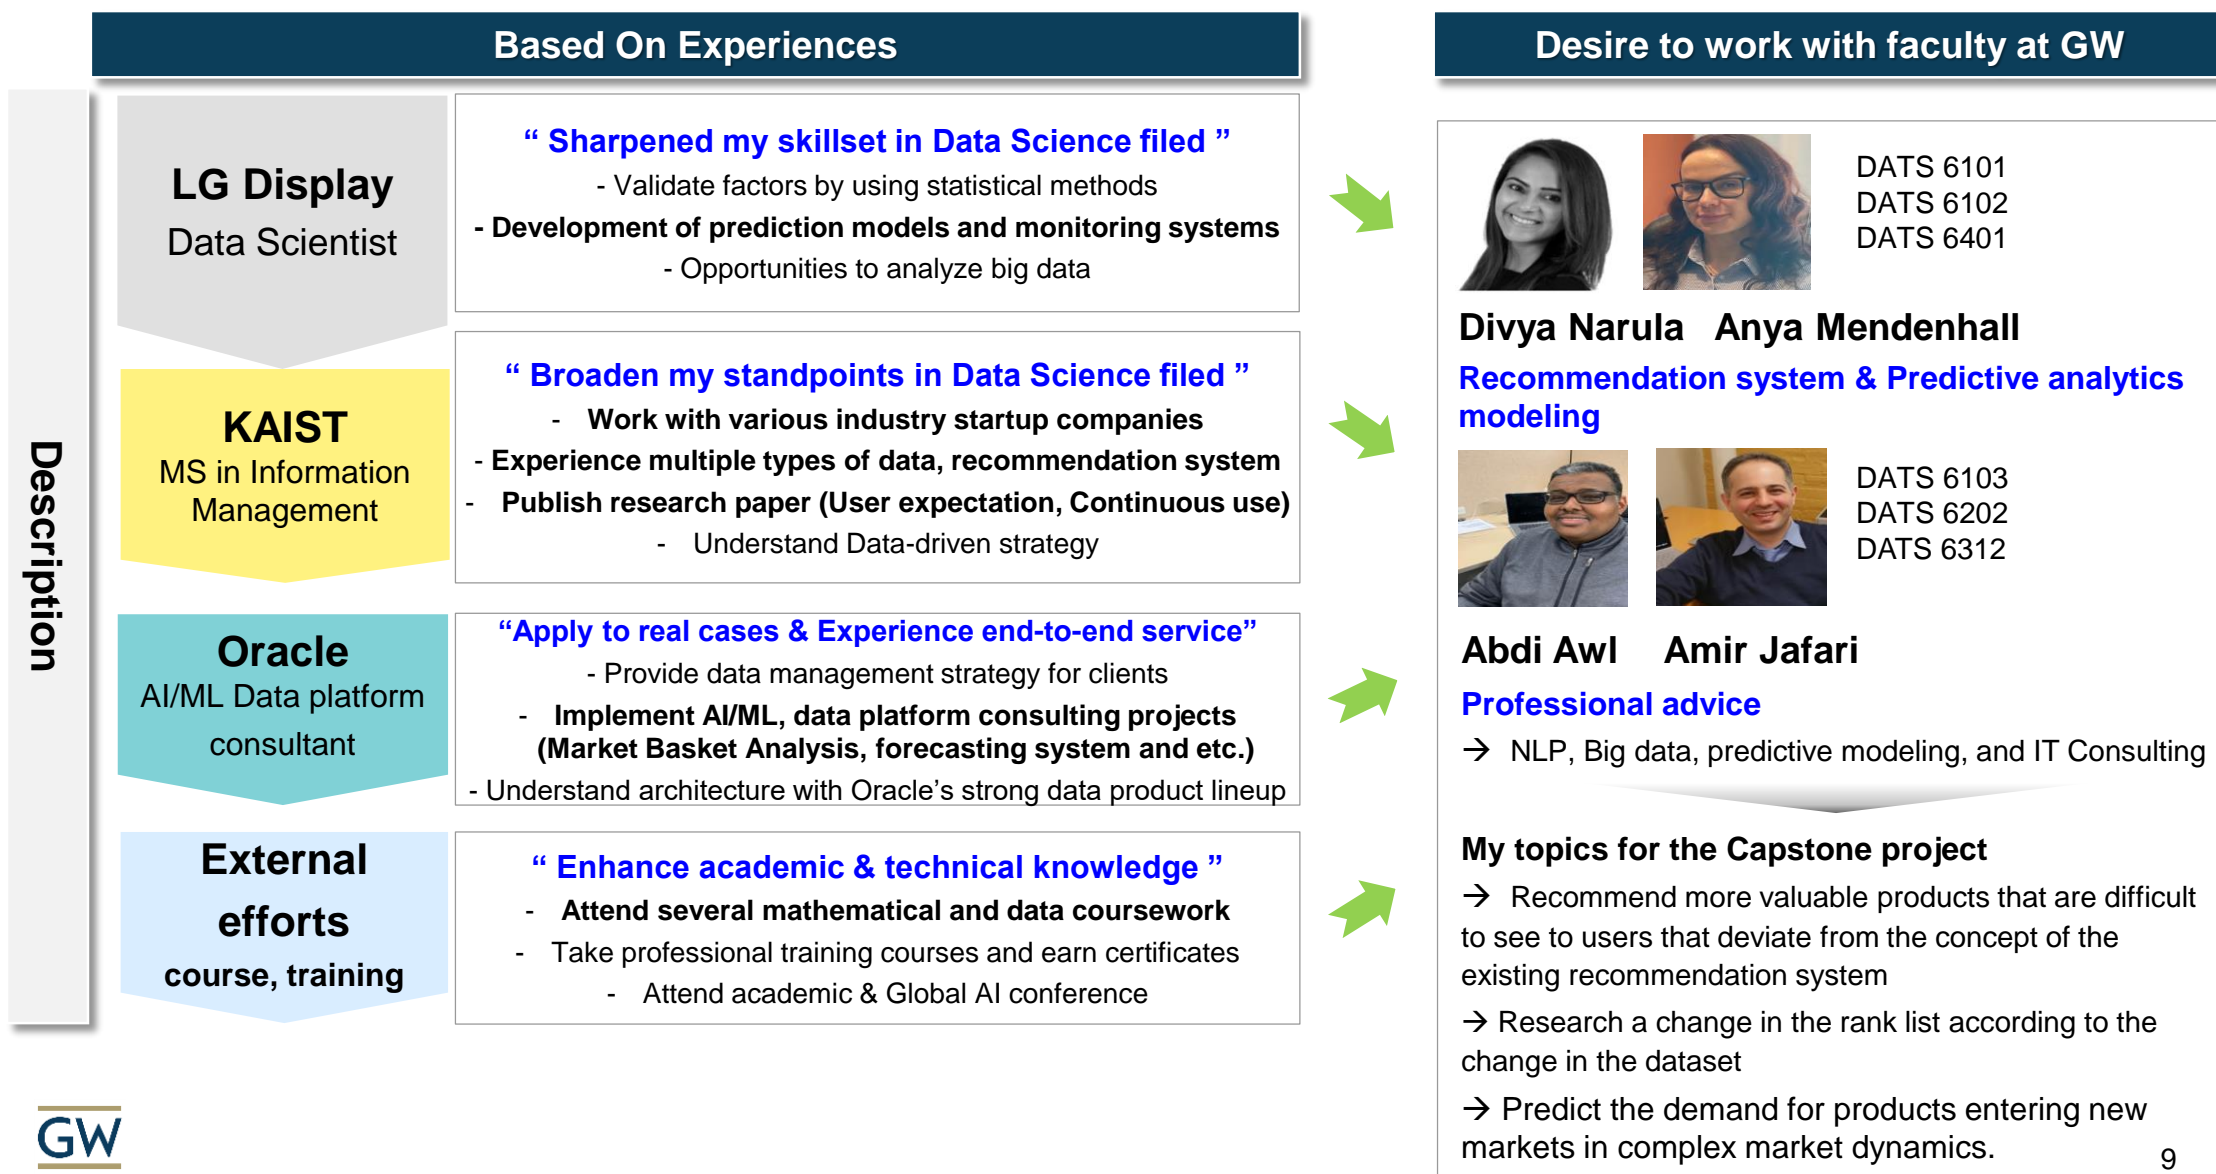 Based On Experiences
Desire to work with faculty at GW
Description
LG Display
Data Scientist
“ Sharpened my skillset in Data Science filed ”
- Validate factors by using statistical methods
- Development of prediction models and monitoring systems
- Opportunities to analyze big data
KAIST
MS in Information
Management
“ Broaden my standpoints in Data Science filed ”
- Work with various industry startup companies
- Experience multiple types of data, recommendation system
- Publish research paper (User expectation, Continuous use)
- Understand Data-driven strategy
Oracle
AI/ML Data platform
consultant
“Apply to real cases & Experience end-to-end service”
- Provide data management strategy for clients
- Implement AI/ML, data platform consulting projects
(Market Basket Analysis, forecasting system and etc.)
- Understand architecture with Oracle’s strong data product lineup
External
efforts
course, training
“ Enhance academic & technical knowledge ”
- Attend several mathematical and data coursework
- Take professional training courses and earn certificates
- Attend academic & Global AI conference
DATS 6101
DATS 6102
DATS 6401
Divya Narula Anya Mendenhall
Recommendation system & Predictive analytics
modeling
DATS 6103
DATS 6202
DATS 6312
Abdi Awl Amir Jafari
Professional advice
→ NLP, Big data, predictive modeling, and IT Consulting
My topics for the Capstone project
→ Recommend more valuable products that are difficult
to see to users that deviate from the concept of the
existing recommendation system
→ Research a change in the rank list according to the
change in the dataset
→ Predict the demand for products entering new
markets in complex market dynamics.
GW
9